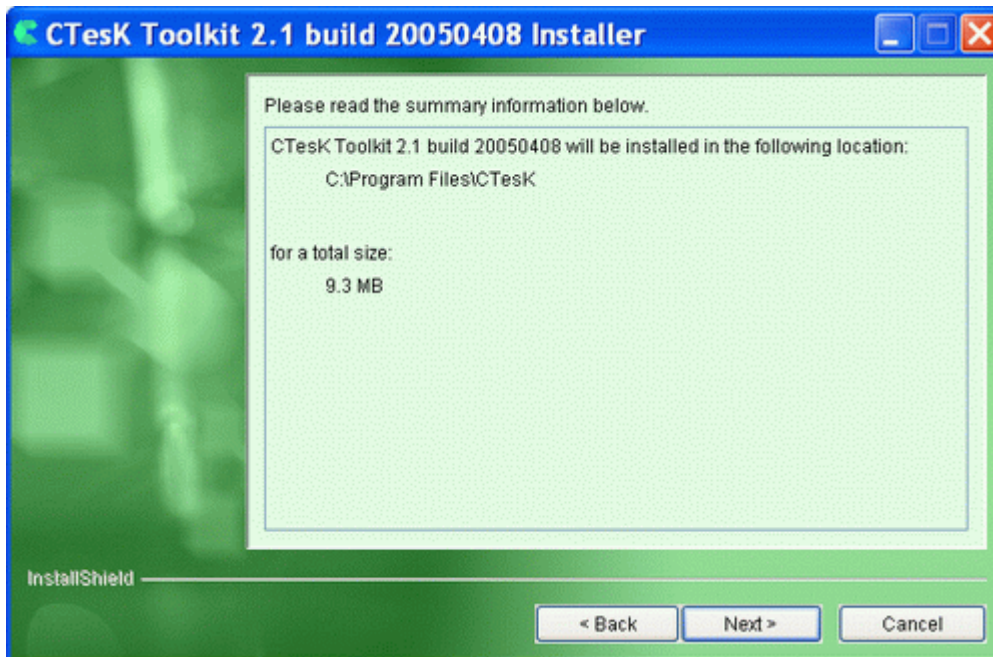 CTesK Toolkit 2.1 build 20050408 Installer
Please read the summary information below.
CTesK Toolkit 2.1 build 20050408 will be installed in the following location:
C:\Program Files\CTesK
for a total size:
9.3 MB
InstallShield
< Back
Next >
Cancel